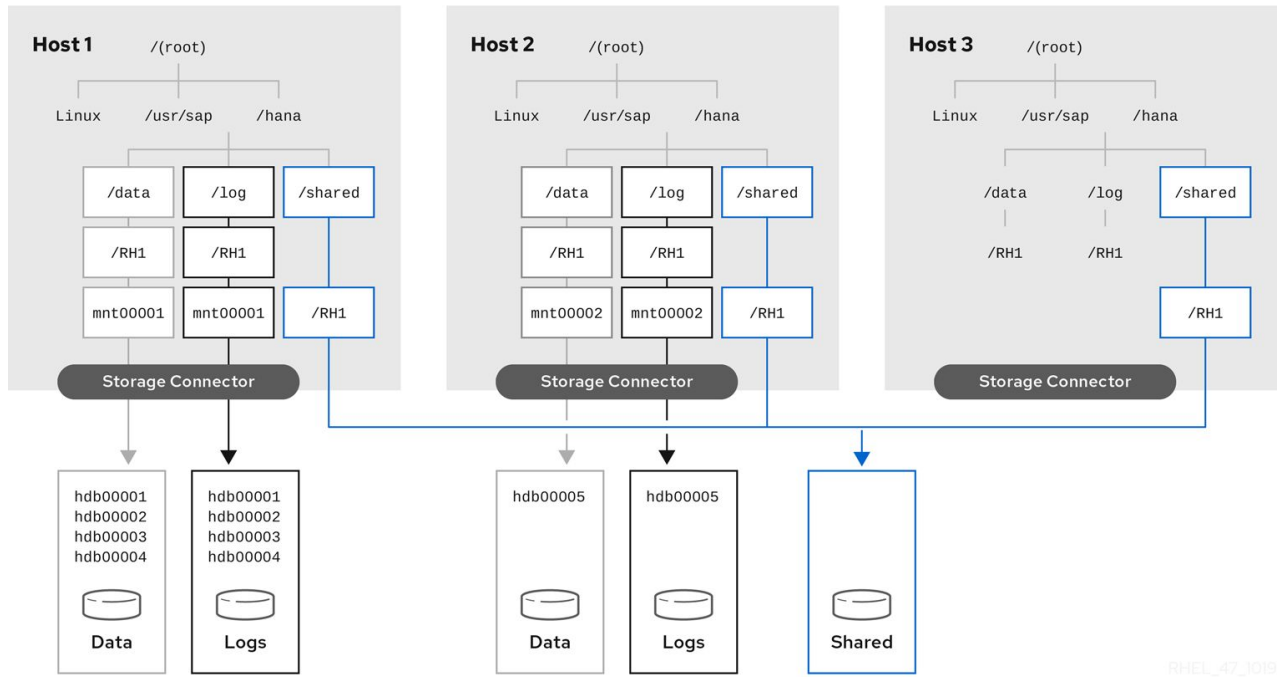 Host 1 /(root)
Linux /usr/sap /hana
/data /log /shared
/RH1 /RH1
mnt00001 mnt00001 /RH1
Storage Connector
Host 2 /(root)
Linux /usr/sap /hana
/data /log /shared
/RH1 /RH1
mnt00002 mnt00002 /RH1
Storage Connector
Host 3 /(root)
Linux /usr/sap /hana
/data /log /shared
/RH1 /RH1
/RH1
Storage Connector
hdb00001
hdb00002
hdb00003
hdb00004
Data
hdb00001
hdb00002
hdb00003
hdb00004
Logs
hdb00005
Data
hdb00005
Logs
Shared
RHEL_47_1019